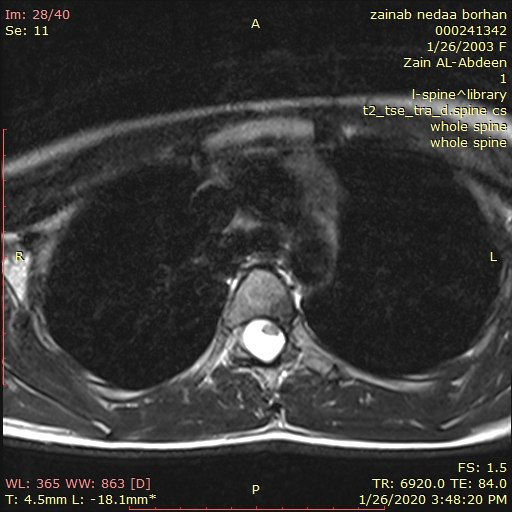 Im: 28/40
Se: 11
A
zainab nedaa borhan
000241342
1/26/2003 F
Zain AL-Abdeen
1
l-spine^library
t2_tse_tra_d.spine cs
whole spine
whole spine
R
L
WL: 365 WW: 863 [D]
T: 4.5mm L: -18.1mm*
P
FS: 1.5
TR: 6920.0 TE: 84.0
1/26/2020 3:48:20 PM